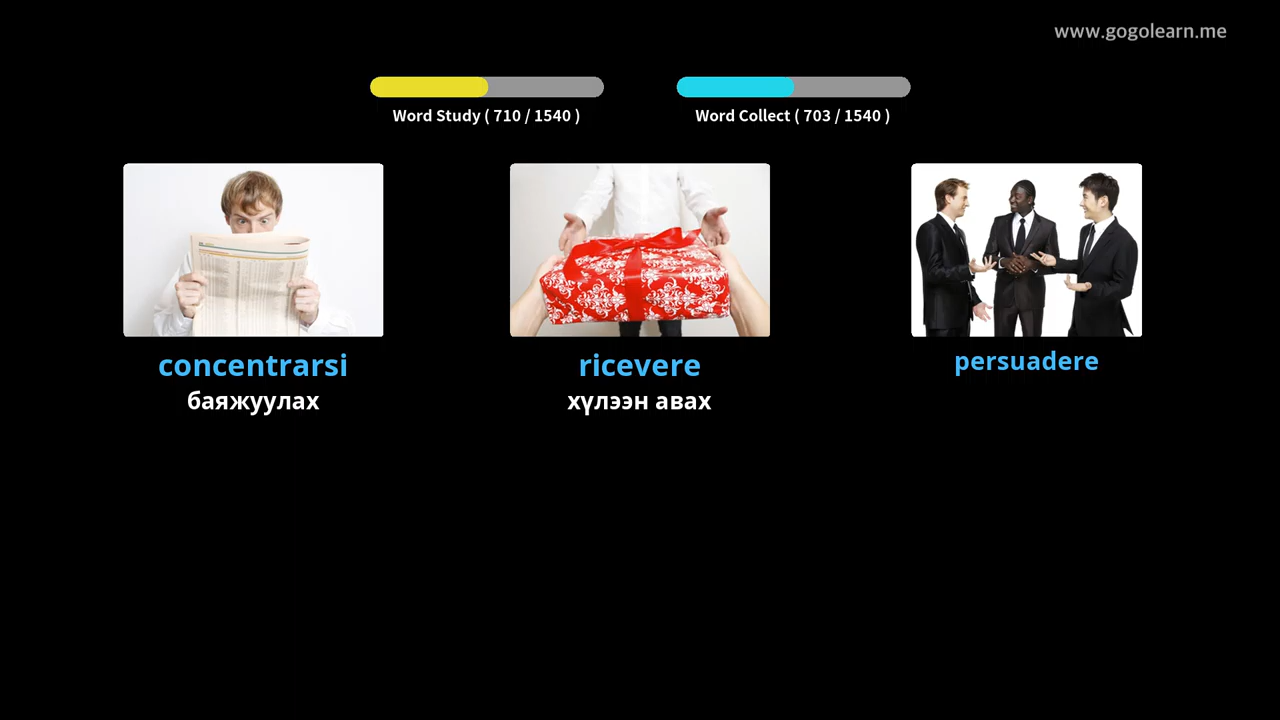 www.gogolearn.me
Word Study ( 710 / 1540 )
Word Collect ( 703 / 1540 )
concentrarsi
баяжуулах
ricevere
хүлээн авах
persuadere